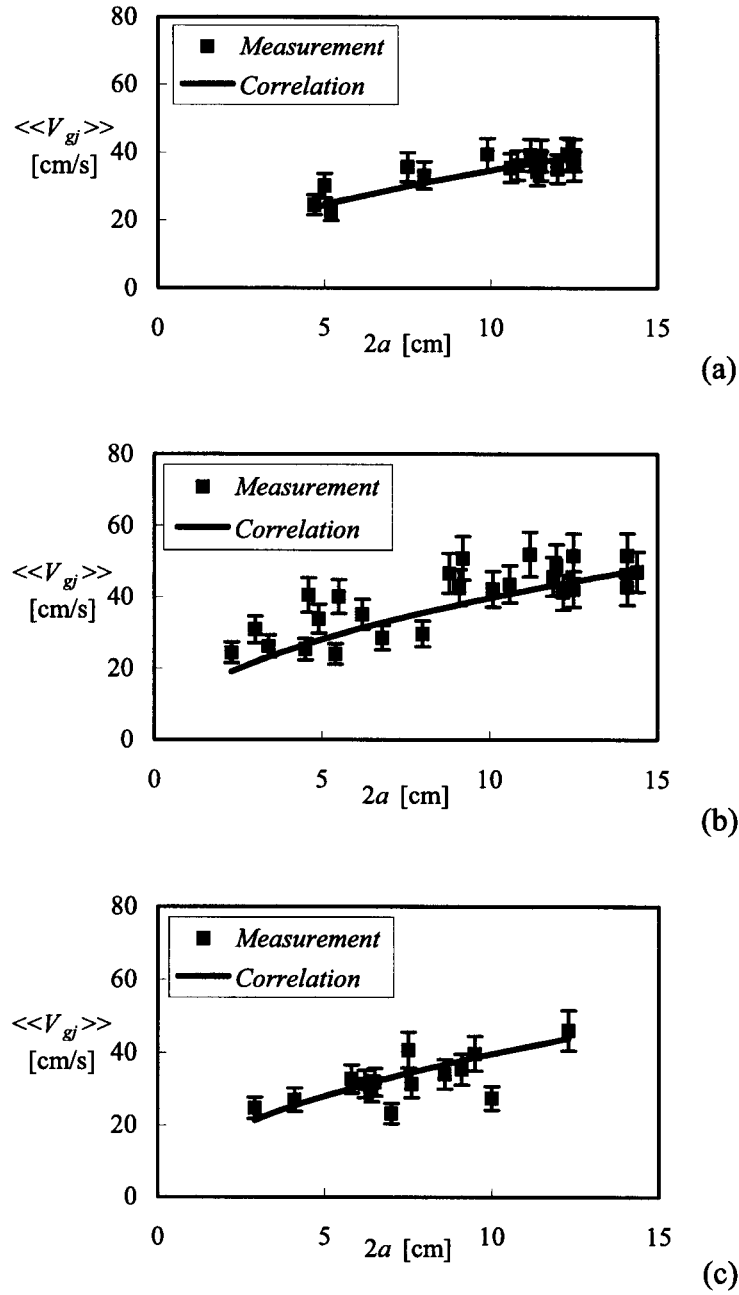 80
Measurement
Correlation
60
<<V_gj>>
[cm/s]
40
20
0
0 5 10 15
2a [cm]
(a)
80
Measurement
Correlation
60
<<V_gj>>
[cm/s]
40
20
0
0 5 10 15
2a [cm]
(b)
80
Measurement
Correlation
60
<<V_gj>>
[cm/s]
40
20
0
0 5 10 15
2a [cm]
(c)